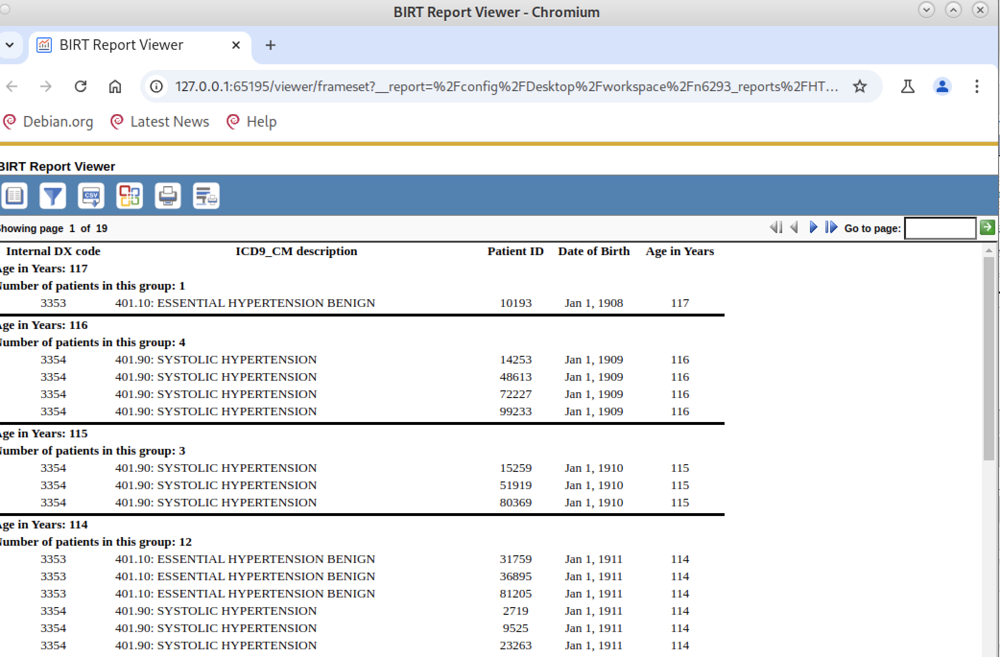 BIRT Report Viewer - Chromium
BIRT Report Viewer
127.0.0.1:65195/viewer/frameset?__report=%2Fconfig%2FDesktop%2Fworkspace%2Fn6293_reports%2FHT...
Debian.org Latest News Help
BIRT Report Viewer
CSV
howing page 1 of 19 Go to page:
Internal DX code ICD9_CM description Patient ID Date of Birth Age in Years
Age in Years: 117
Number of patients in this group: 1
3353 401.10: ESSENTIAL HYPERTENSION BENIGN 10193 Jan 1, 1908 117
Age in Years: 116
Number of patients in this group: 4
3354 401.90: SYSTOLIC HYPERTENSION 14253 Jan 1, 1909 116
3354 401.90: SYSTOLIC HYPERTENSION 48613 Jan 1, 1909 116
3354 401.90: SYSTOLIC HYPERTENSION 72227 Jan 1, 1909 116
3354 401.90: SYSTOLIC HYPERTENSION 99233 Jan 1, 1909 116
Age in Years: 115
Number of patients in this group: 3
3354 401.90: SYSTOLIC HYPERTENSION 15259 Jan 1, 1910 115
3354 401.90: SYSTOLIC HYPERTENSION 51919 Jan 1, 1910 115
3354 401.90: SYSTOLIC HYPERTENSION 80369 Jan 1, 1910 115
Age in Years: 114
Number of patients in this group: 12
3353 401.10: ESSENTIAL HYPERTENSION BENIGN 31759 Jan 1, 1911 114
3353 401.10: ESSENTIAL HYPERTENSION BENIGN 36895 Jan 1, 1911 114
3353 401.10: ESSENTIAL HYPERTENSION BENIGN 81205 Jan 1, 1911 114
3354 401.90: SYSTOLIC HYPERTENSION 2719 Jan 1, 1911 114
3354 401.90: SYSTOLIC HYPERTENSION 9525 Jan 1, 1911 114
3354 401.90: SYSTOLIC HYPERTENSION 23263 Jan 1, 1911 114